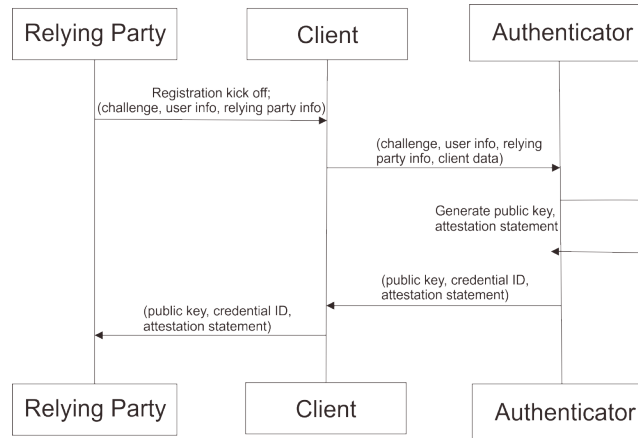 Relying Party
Client
Authenticator
Registration kick off;
(challenge, user info, relying party info)
(challenge, user info, relying
party info, client data)
Generate public key,
attestation statement
(public key, credential ID,
attestation statement)
(public key, credential ID,
attestation statement)
Relying Party
Client
Authenticator